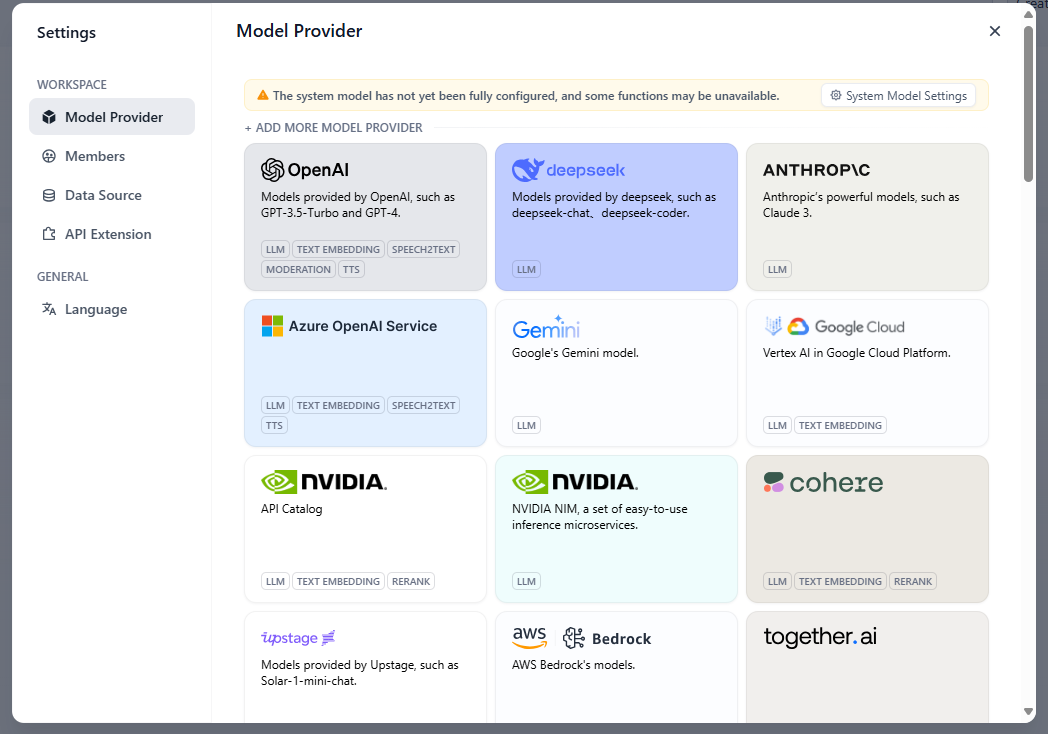 Settings
WORKSPACE
Model Provider
Members
Data Source
API Extension
GENERAL
Language
Model Provider
The system model has not yet been fully configured, and some functions may be unavailable.
System Model Settings
+ ADD MORE MODEL PROVIDER
OpenAI
Models provided by OpenAI, such as
GPT-3.5-Turbo and GPT-4.
LLM TEXT EMBEDDING SPEECH2TEXT
MODERATION TTS
deepseek
Models provided by deepseek, such as
deepseek-chat、deepseek-coder.
LLM
ANTHROP\C
Anthropic's powerful models, such as
Claude 3.
LLM
Azure OpenAI Service
LLM TEXT EMBEDDING SPEECH2TEXT
TTS
Gemini
Google's Gemini model.
LLM
Google Cloud
Vertex AI in Google Cloud Platform.
LLM TEXT EMBEDDING
NVIDIA.
API Catalog
LLM TEXT EMBEDDING RERANK
NVIDIA.
NVIDIA NIM, a set of easy-to-use
inference microservices.
LLM
cohere
LLM TEXT EMBEDDING RERANK
upstage
Models provided by Upstage, such as
Solar-1-mini-chat.
aws Bedrock
AWS Bedrock's models.
together.ai